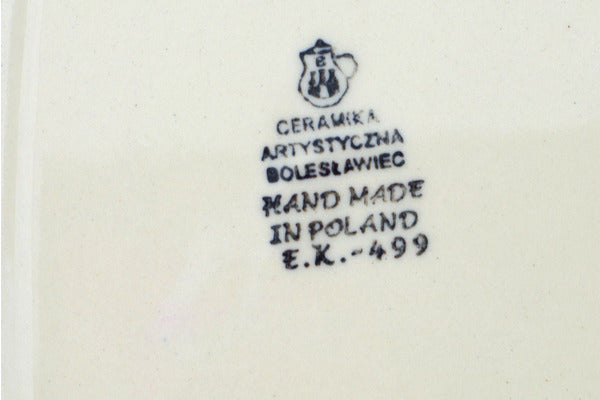 CERAMIKA
ARTYSTYCZNA
BOLESŁAWIEC
HAND MADE
IN POLAND
E.K.-499